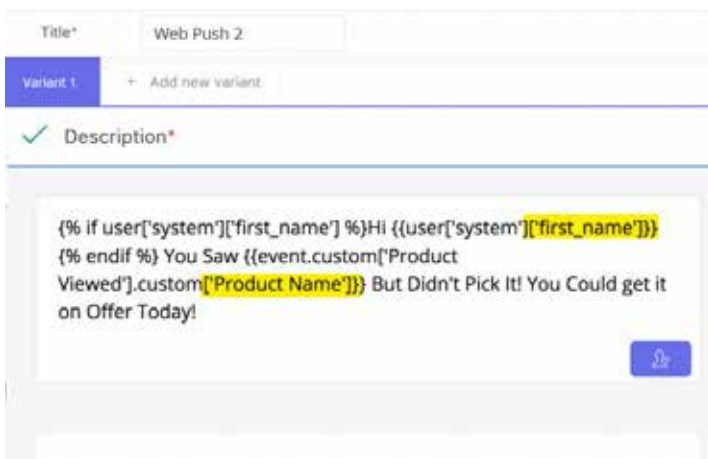 Title* Web Push 2
Variant 1 + Add new variant
Description*
{% if user['system']['first_name'] %}Hi {{user['system']['first_name']}}
{% endif %} You Saw {{event.custom['Product
Viewed'].custom['Product Name']}} But Didn't Pick It! You Could get it
on Offer Today!